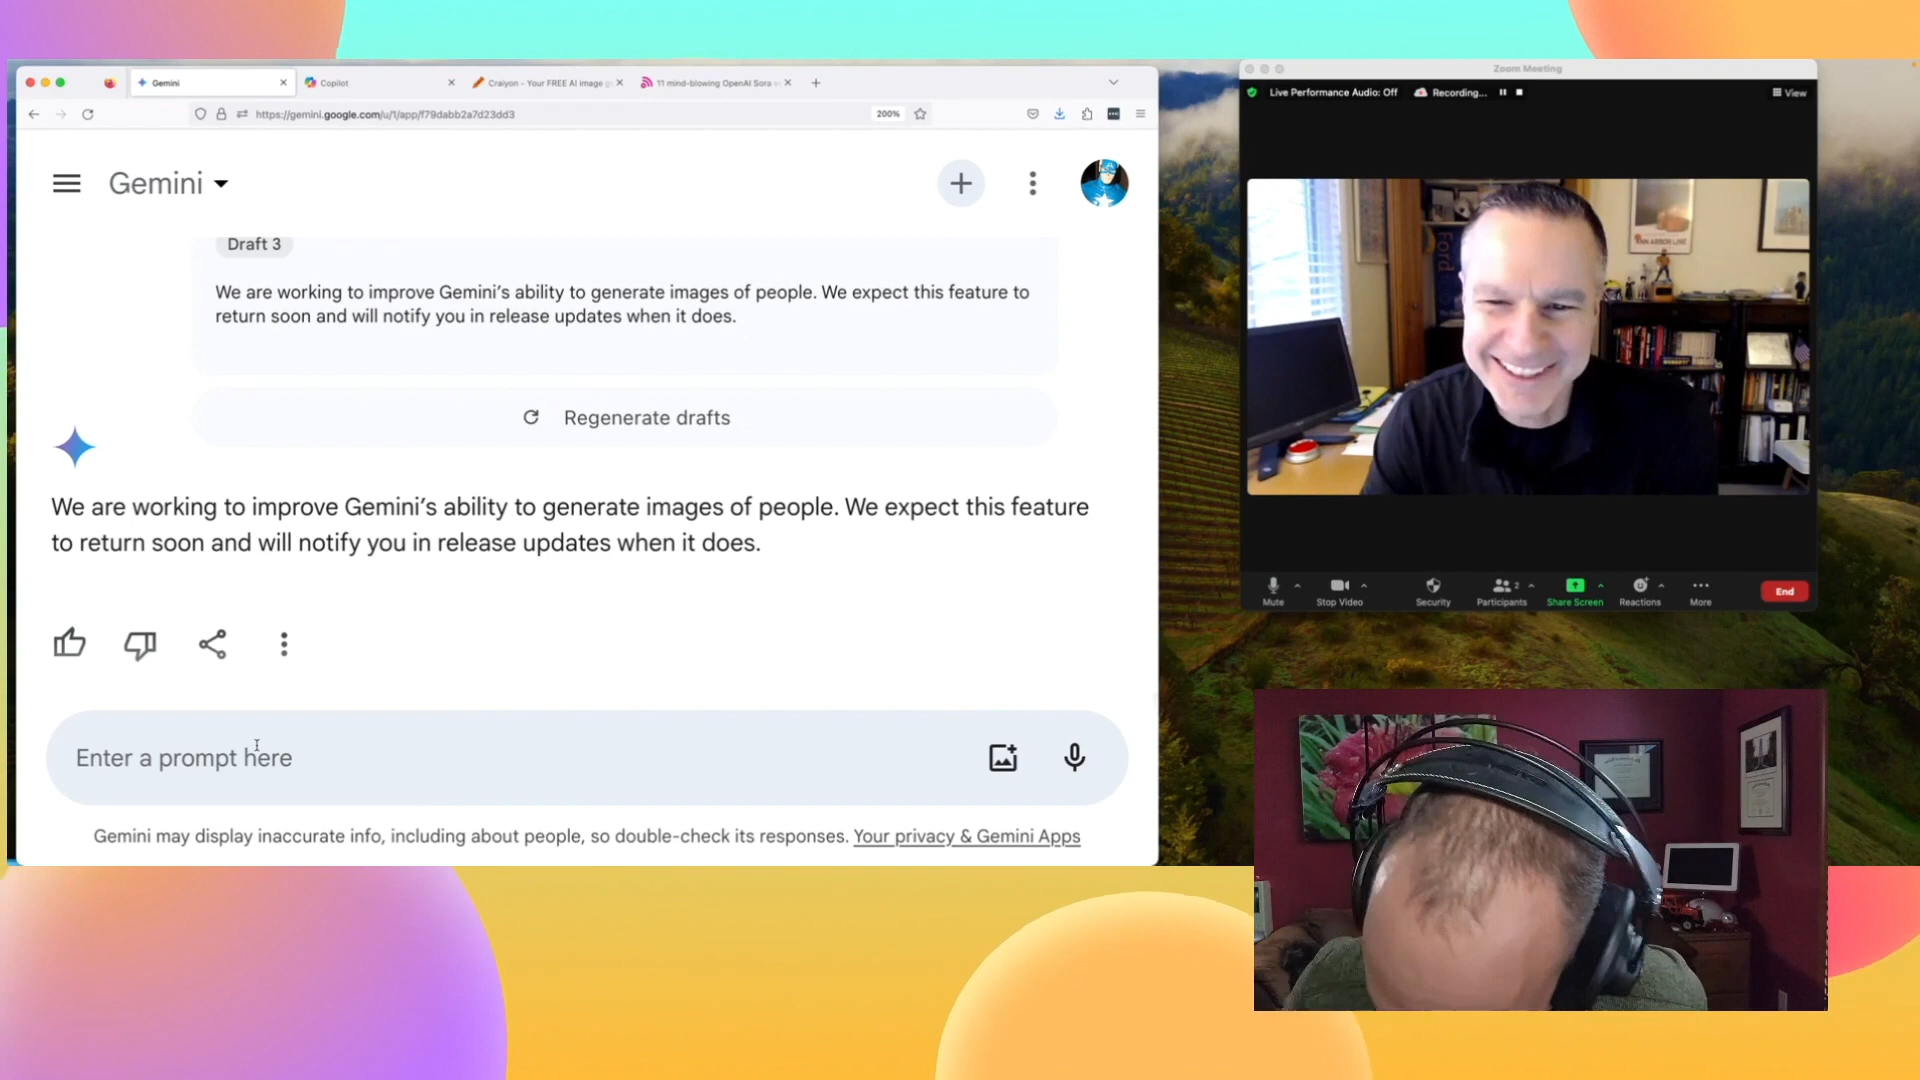 Gemini
Copilot
Craiyon - Your FREE AI image g
11 mind-blowing OpenAI Sora v
https://gemini.google.com/u/1/app/f79dabb2a7d23dd3
200%
Gemini
Draft 3
We are working to improve Gemini’s ability to generate images of people. We expect this feature to
return soon and will notify you in release updates when it does.
Regenerate drafts
We are working to improve Gemini’s ability to generate images of people. We expect this feature
to return soon and will notify you in release updates when it does.
Enter a prompt here
Gemini may display inaccurate info, including about people, so double-check its responses. Your privacy & Gemini Apps
Zoom Meeting
Live Performance Audio: Off
Recording...
View
Ford
Mute
Stop Video
Security
Participants
2
Share Screen
Reactions
More
End